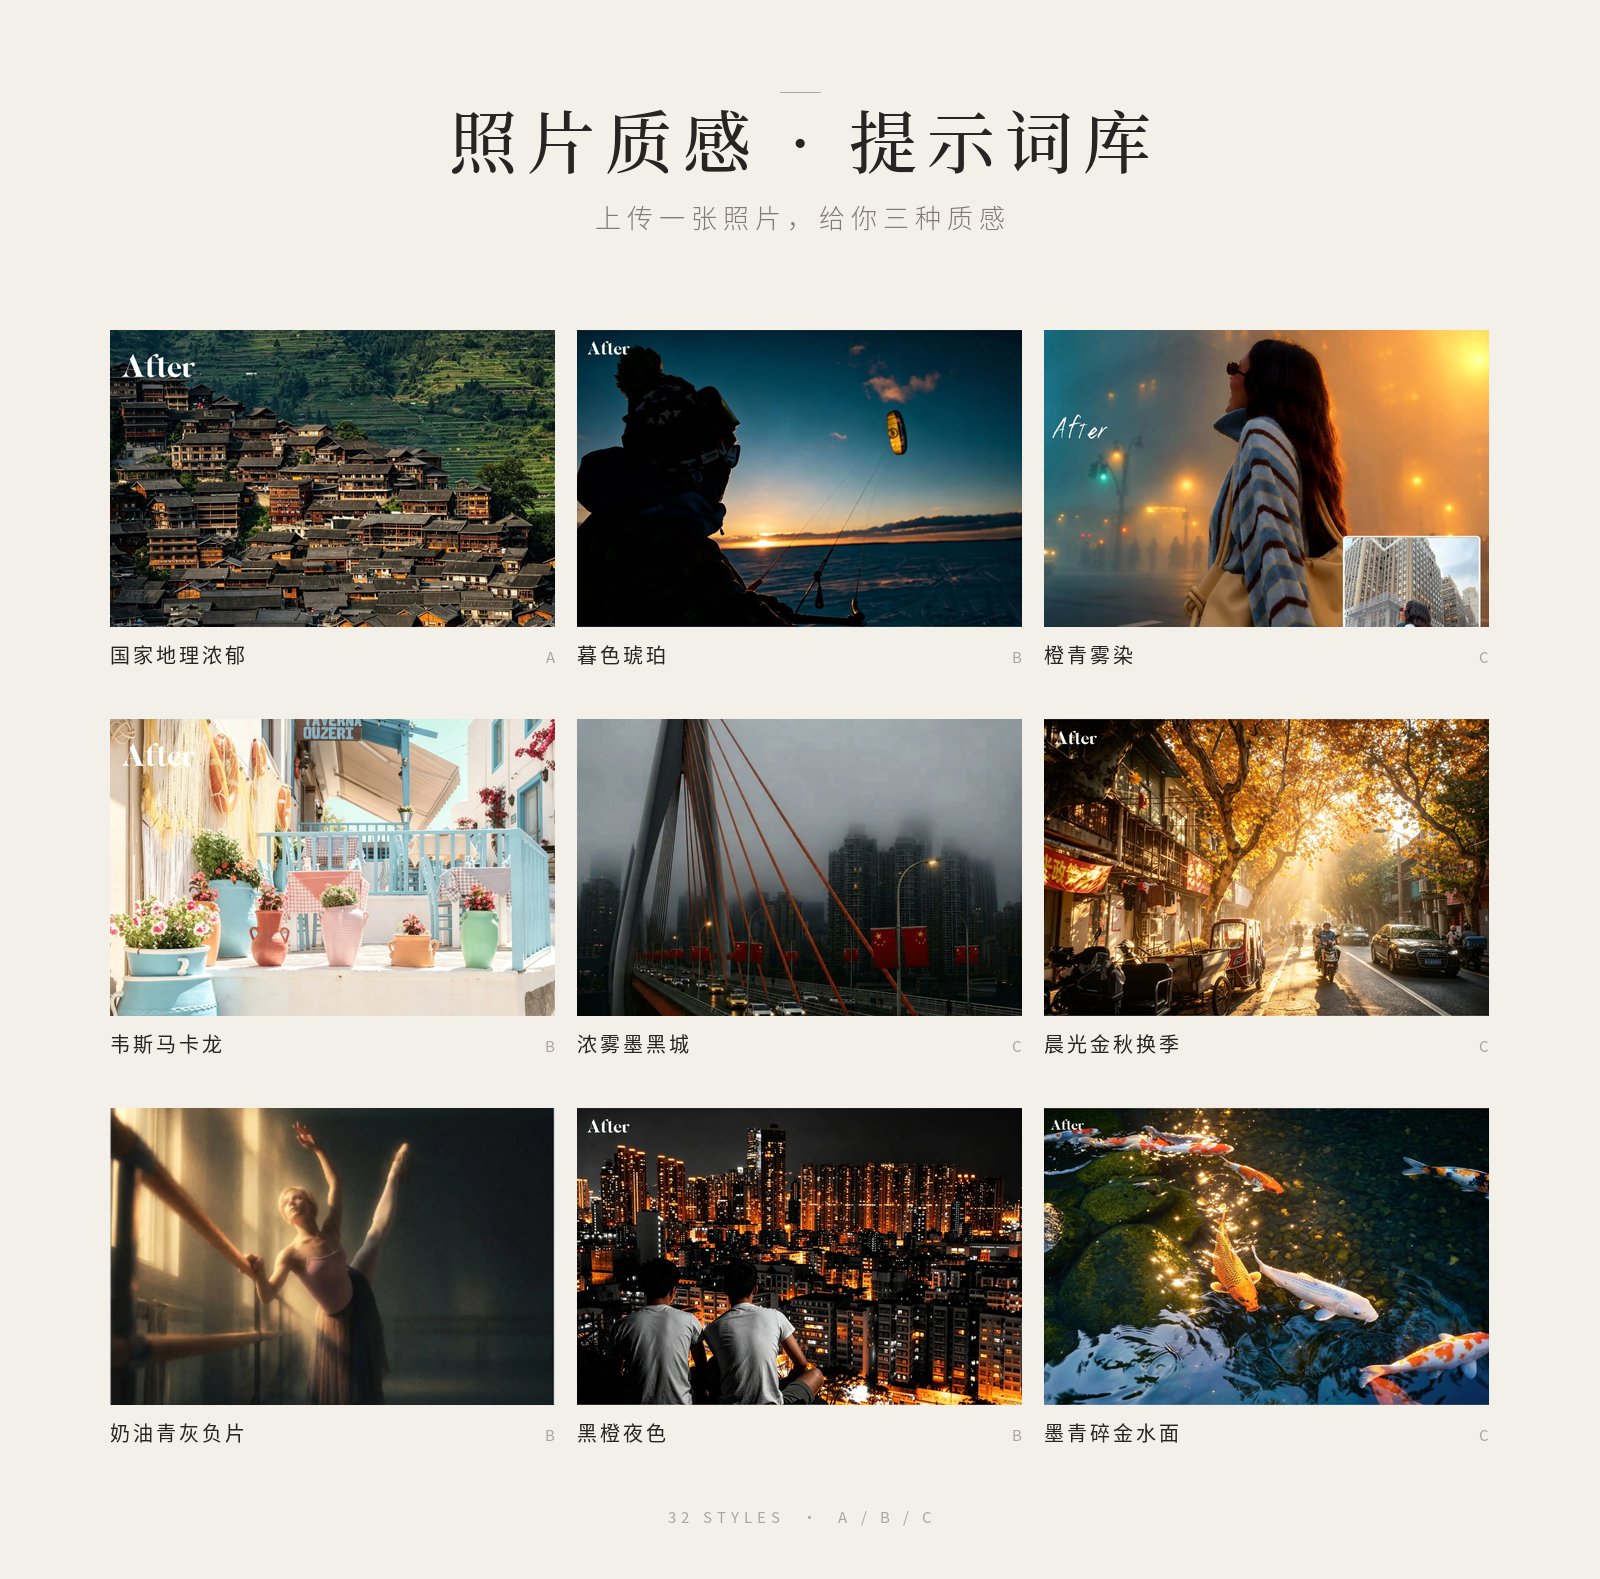 照片质感 · 提示词库
上传一张照片，给你三种质感
After
After
After
国家地理浓郁 A
暮色琥珀 B
橙青雾染 C
After
TAVERNA
OUZERI
After
韦斯马卡龙 B
浓雾墨黑城 C
晨光金秋换季 C
After
After
奶油青灰负片 B
黑橙夜色 B
墨青碎金水面 C
32 STYLES · A / B / C